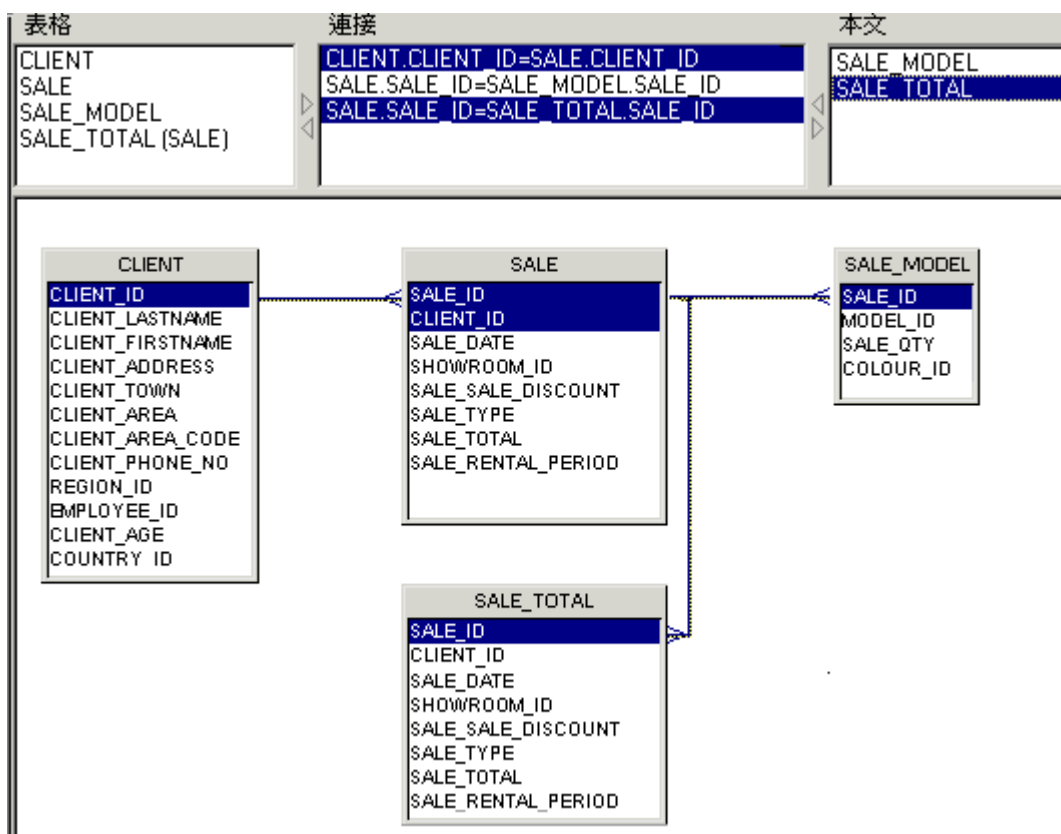 表格
連接
本文
CLIENT
SALE
SALE_MODEL
SALE_TOTAL (SALE)
CLIENT.CLIENT_ID=SALE.CLIENT_ID
SALE.SALE_ID=SALE_MODEL.SALE_ID
SALE.SALE_ID=SALE_TOTAL.SALE_ID
SALE_MODEL
SALE_TOTAL
CLIENT
CLIENT_ID
CLIENT_LASTNAME
CLIENT_FIRSTNAME
CLIENT_ADDRESS
CLIENT_TOWN
CLIENT_AREA
CLIENT_AREA_CODE
CLIENT_PHONE_NO
REGION_ID
EMPLOYEE_ID
CLIENT_AGE
COUNTRY_ID
SALE
SALE_ID
CLIENT_ID
SALE_DATE
SHOWROOM_ID
SALE_SALE_DISCOUNT
SALE_TYPE
SALE_TOTAL
SALE_RENTAL_PERIOD
SALE_MODEL
SALE_ID
MODEL_ID
SALE_QTY
COLOUR_ID
SALE_TOTAL
SALE_ID
CLIENT_ID
SALE_DATE
SHOWROOM_ID
SALE_SALE_DISCOUNT
SALE_TYPE
SALE_TOTAL
SALE_RENTAL_PERIOD